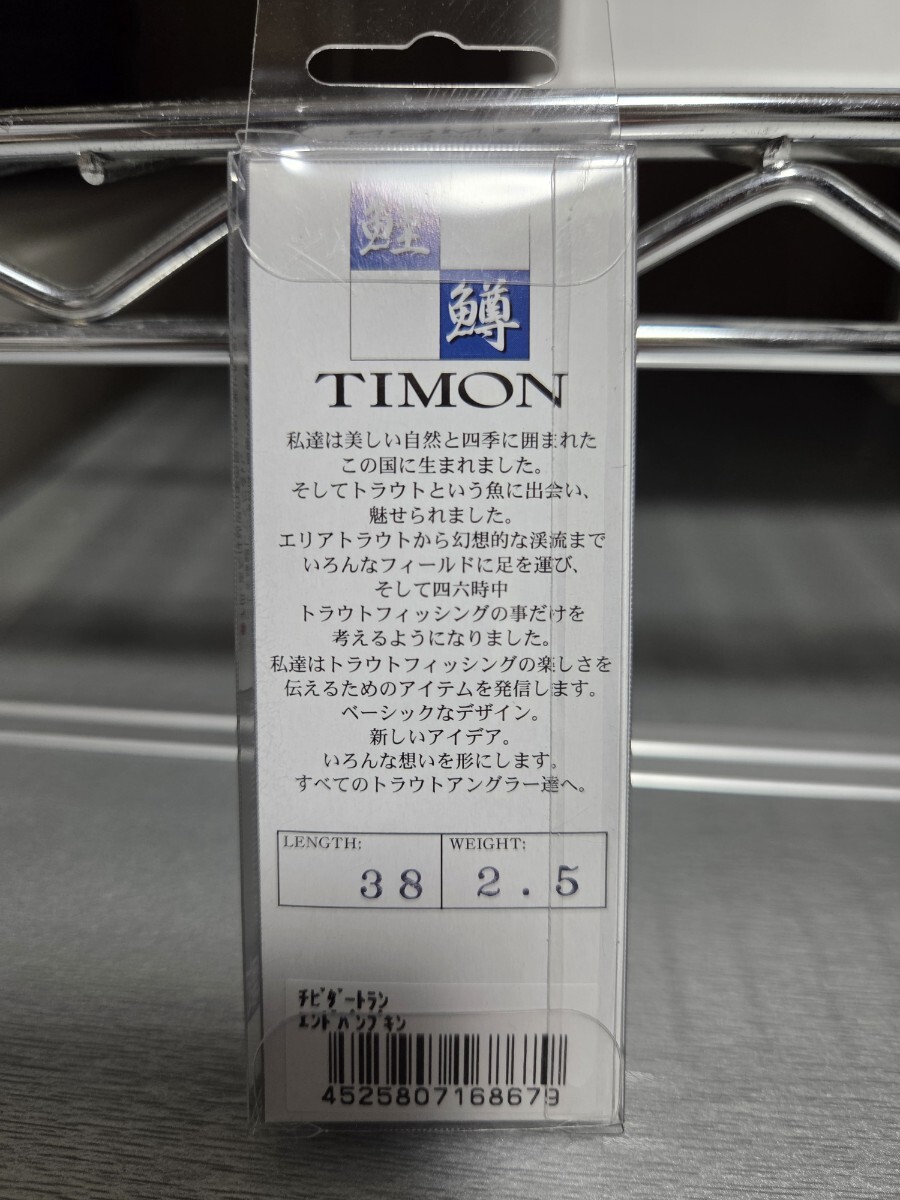 鱒
TIMON
私達は美しい自然と四季に囲まれた
この国に生まれました。
そしてトラウトという魚に出会い、
魅せられました。
エリアトラウトから幻想的な渓流まで
いろんなフィールドに足を運び、
そして四六時中
トラウトフィッシングの事だけを
考えるようになりました。
私達はトラウトフィッシングの楽しさを
伝えるためのアイテムを発信します。
ベーシックなデザイン。
新しいアイデア。
いろんな想いを形にします。
すべてのトラウトアングラー達へ。
LENGTH: 38
WEIGHT: 2.5
ﾁﾋﾞﾀﾞｰﾄﾗﾝ
ｴﾝﾄﾞﾊﾟﾝﾌﾟｷﾝ
4525807168679